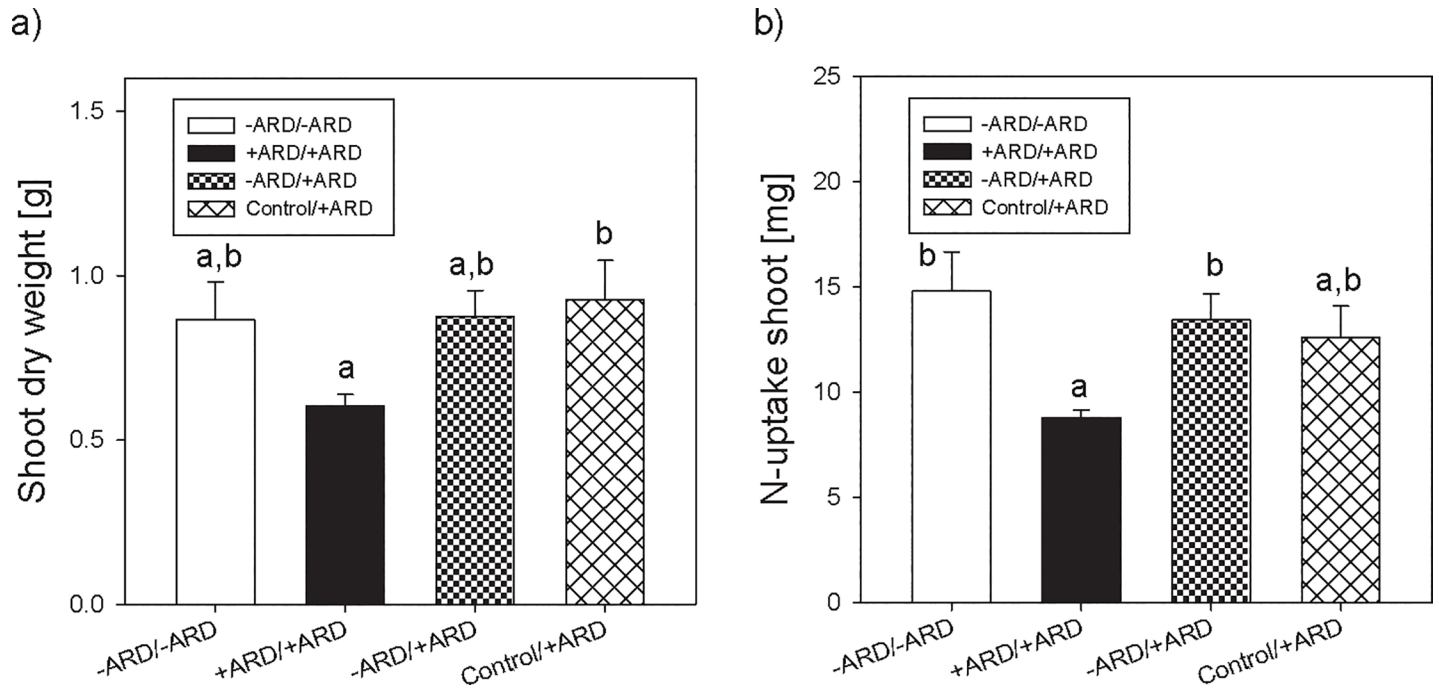 a)
Shoot dry weight [g]
1.5
1.0
0.5
0.0
-ARD/-ARD
+ARD/+ARD
-ARD/+ARD
Control/+ARD
a,b
a
a,b
b
-ARD/-ARD
+ARD/+ARD
-ARD/+ARD
Control/+ARD
b)
N-uptake shoot [mg]
25
20
15
10
5
0
-ARD/-ARD
+ARD/+ARD
-ARD/+ARD
Control/+ARD
b
a
b
a,b
-ARD/-ARD
+ARD/+ARD
-ARD/+ARD
Control/+ARD